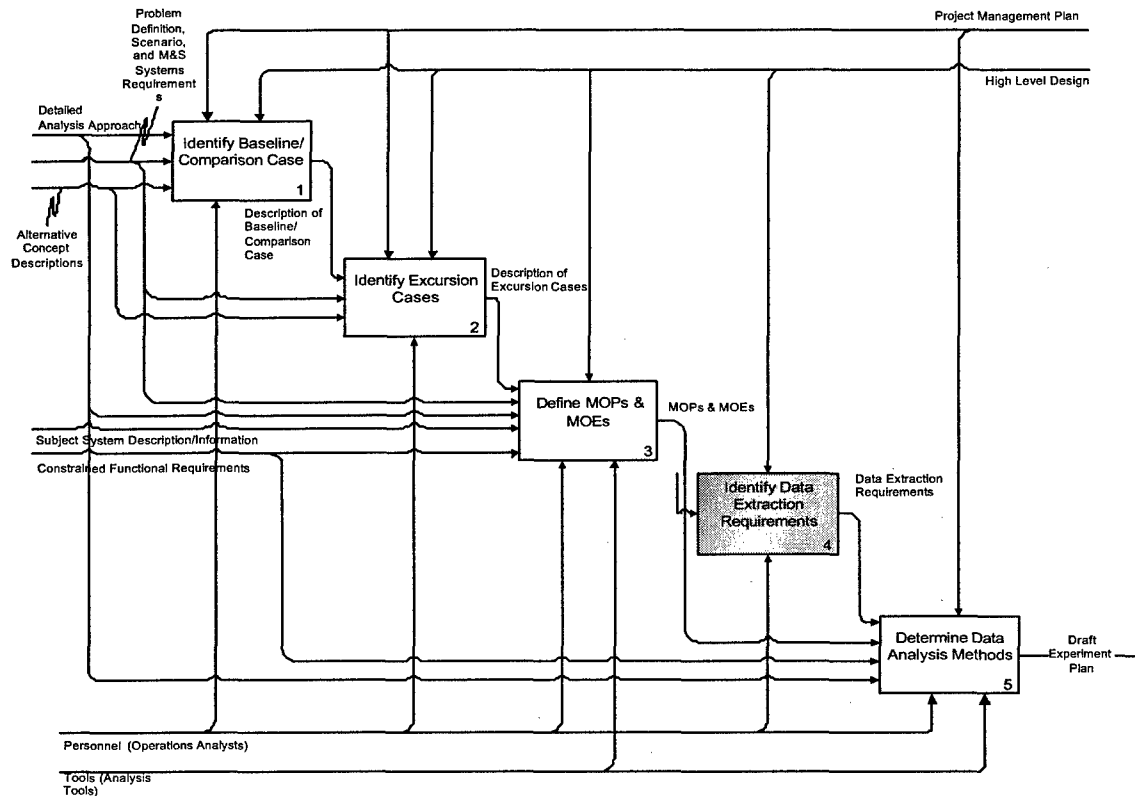 Problem
Definition,
Scenario,
and M&S
Systems
Requirement
s
Project Management Plan
High Level Design
Detailed
Analysis Approach
Identify Baseline/
Comparison Case
1
Alternative
Concept
Descriptions
Description of
Baseline/
Comparison
Case
Identify Excursion
Cases
2
Description of
Excursion Cases
Define MOPs &
MOEs
3
MOPs & MOEs
Subject System Description/Information
Constrained Functional Requirements
Identify Data
Extraction
Requirements
4
Data Extraction
Requirements
Determine Data
Analysis Methods
5
Draft
Experiment
Plan
Personnel (Operations Analysts)
Tools (Analysis
Tools)